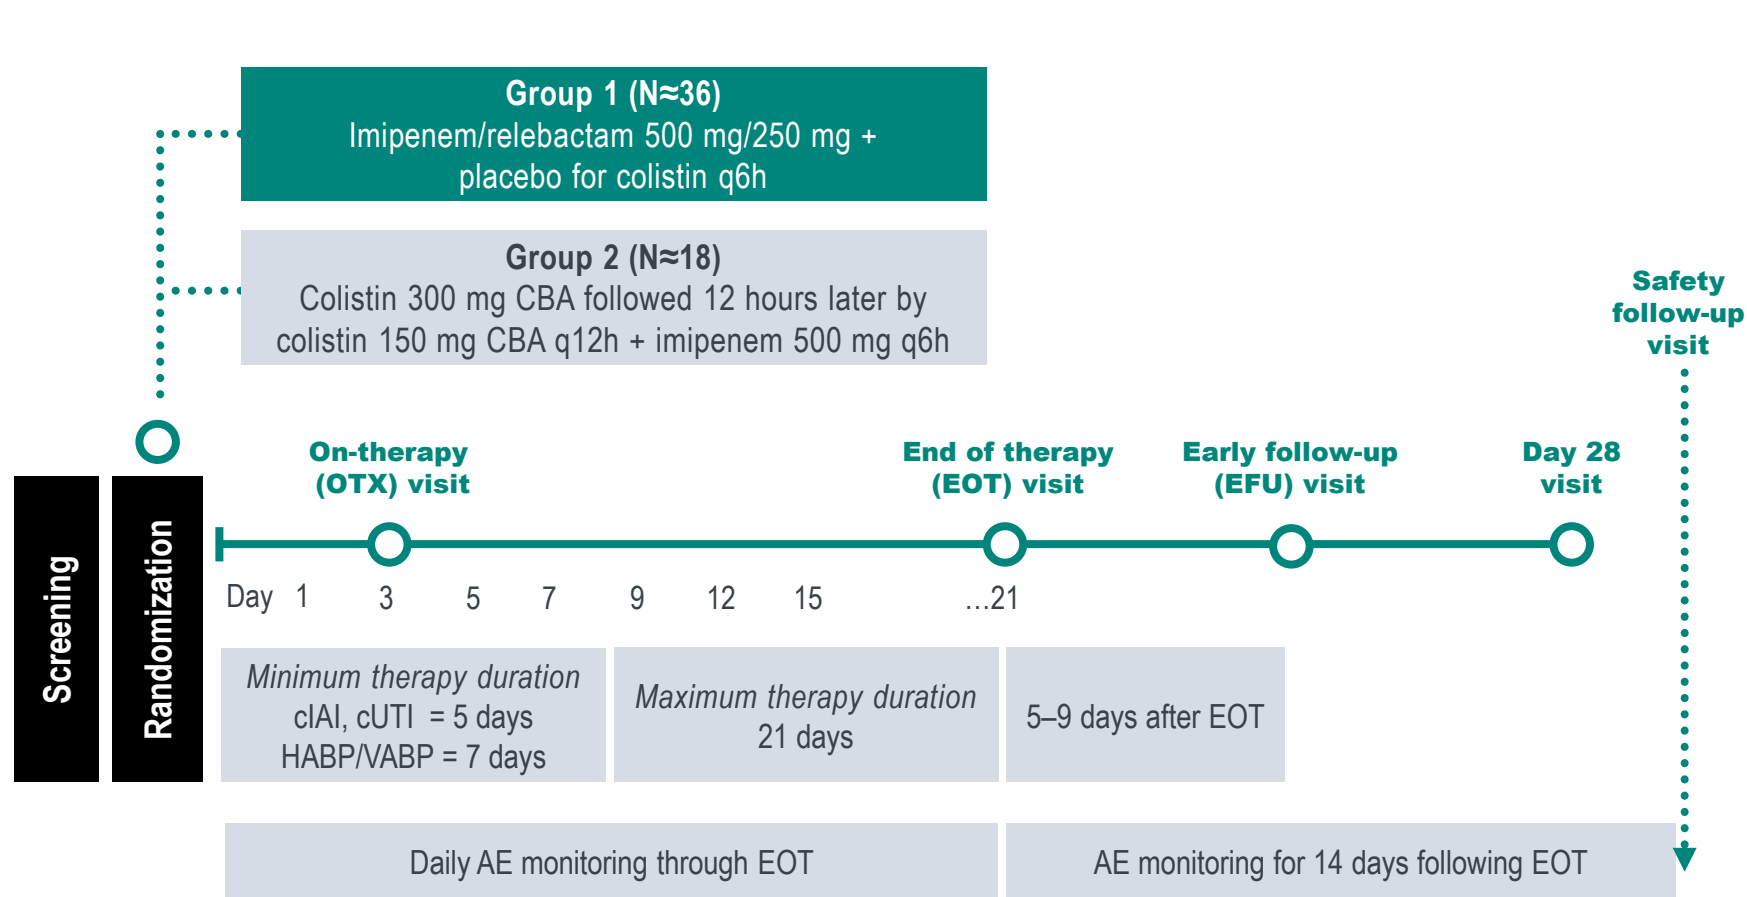 Group 1 (N≈36)
Imipenem/relebactam 500 mg/250 mg +
placebo for colistin q6h
Group 2 (N≈18)
Colistin 300 mg CBA followed 12 hours later by
colistin 150 mg CBA q12h + imipenem 500 mg q6h
Safety
follow-up
visit
Screening
Randomization
On-therapy
(OTX) visit
End of therapy
(EOT) visit
Early follow-up
(EFU) visit
Day 28
visit
Day 1 3 5 7 9 12 15 ...21
Minimum therapy duration
cIAI, cUTI = 5 days
HABP/VABP = 7 days
Maximum therapy duration
21 days
5–9 days after EOT
Daily AE monitoring through EOT
AE monitoring for 14 days following EOT